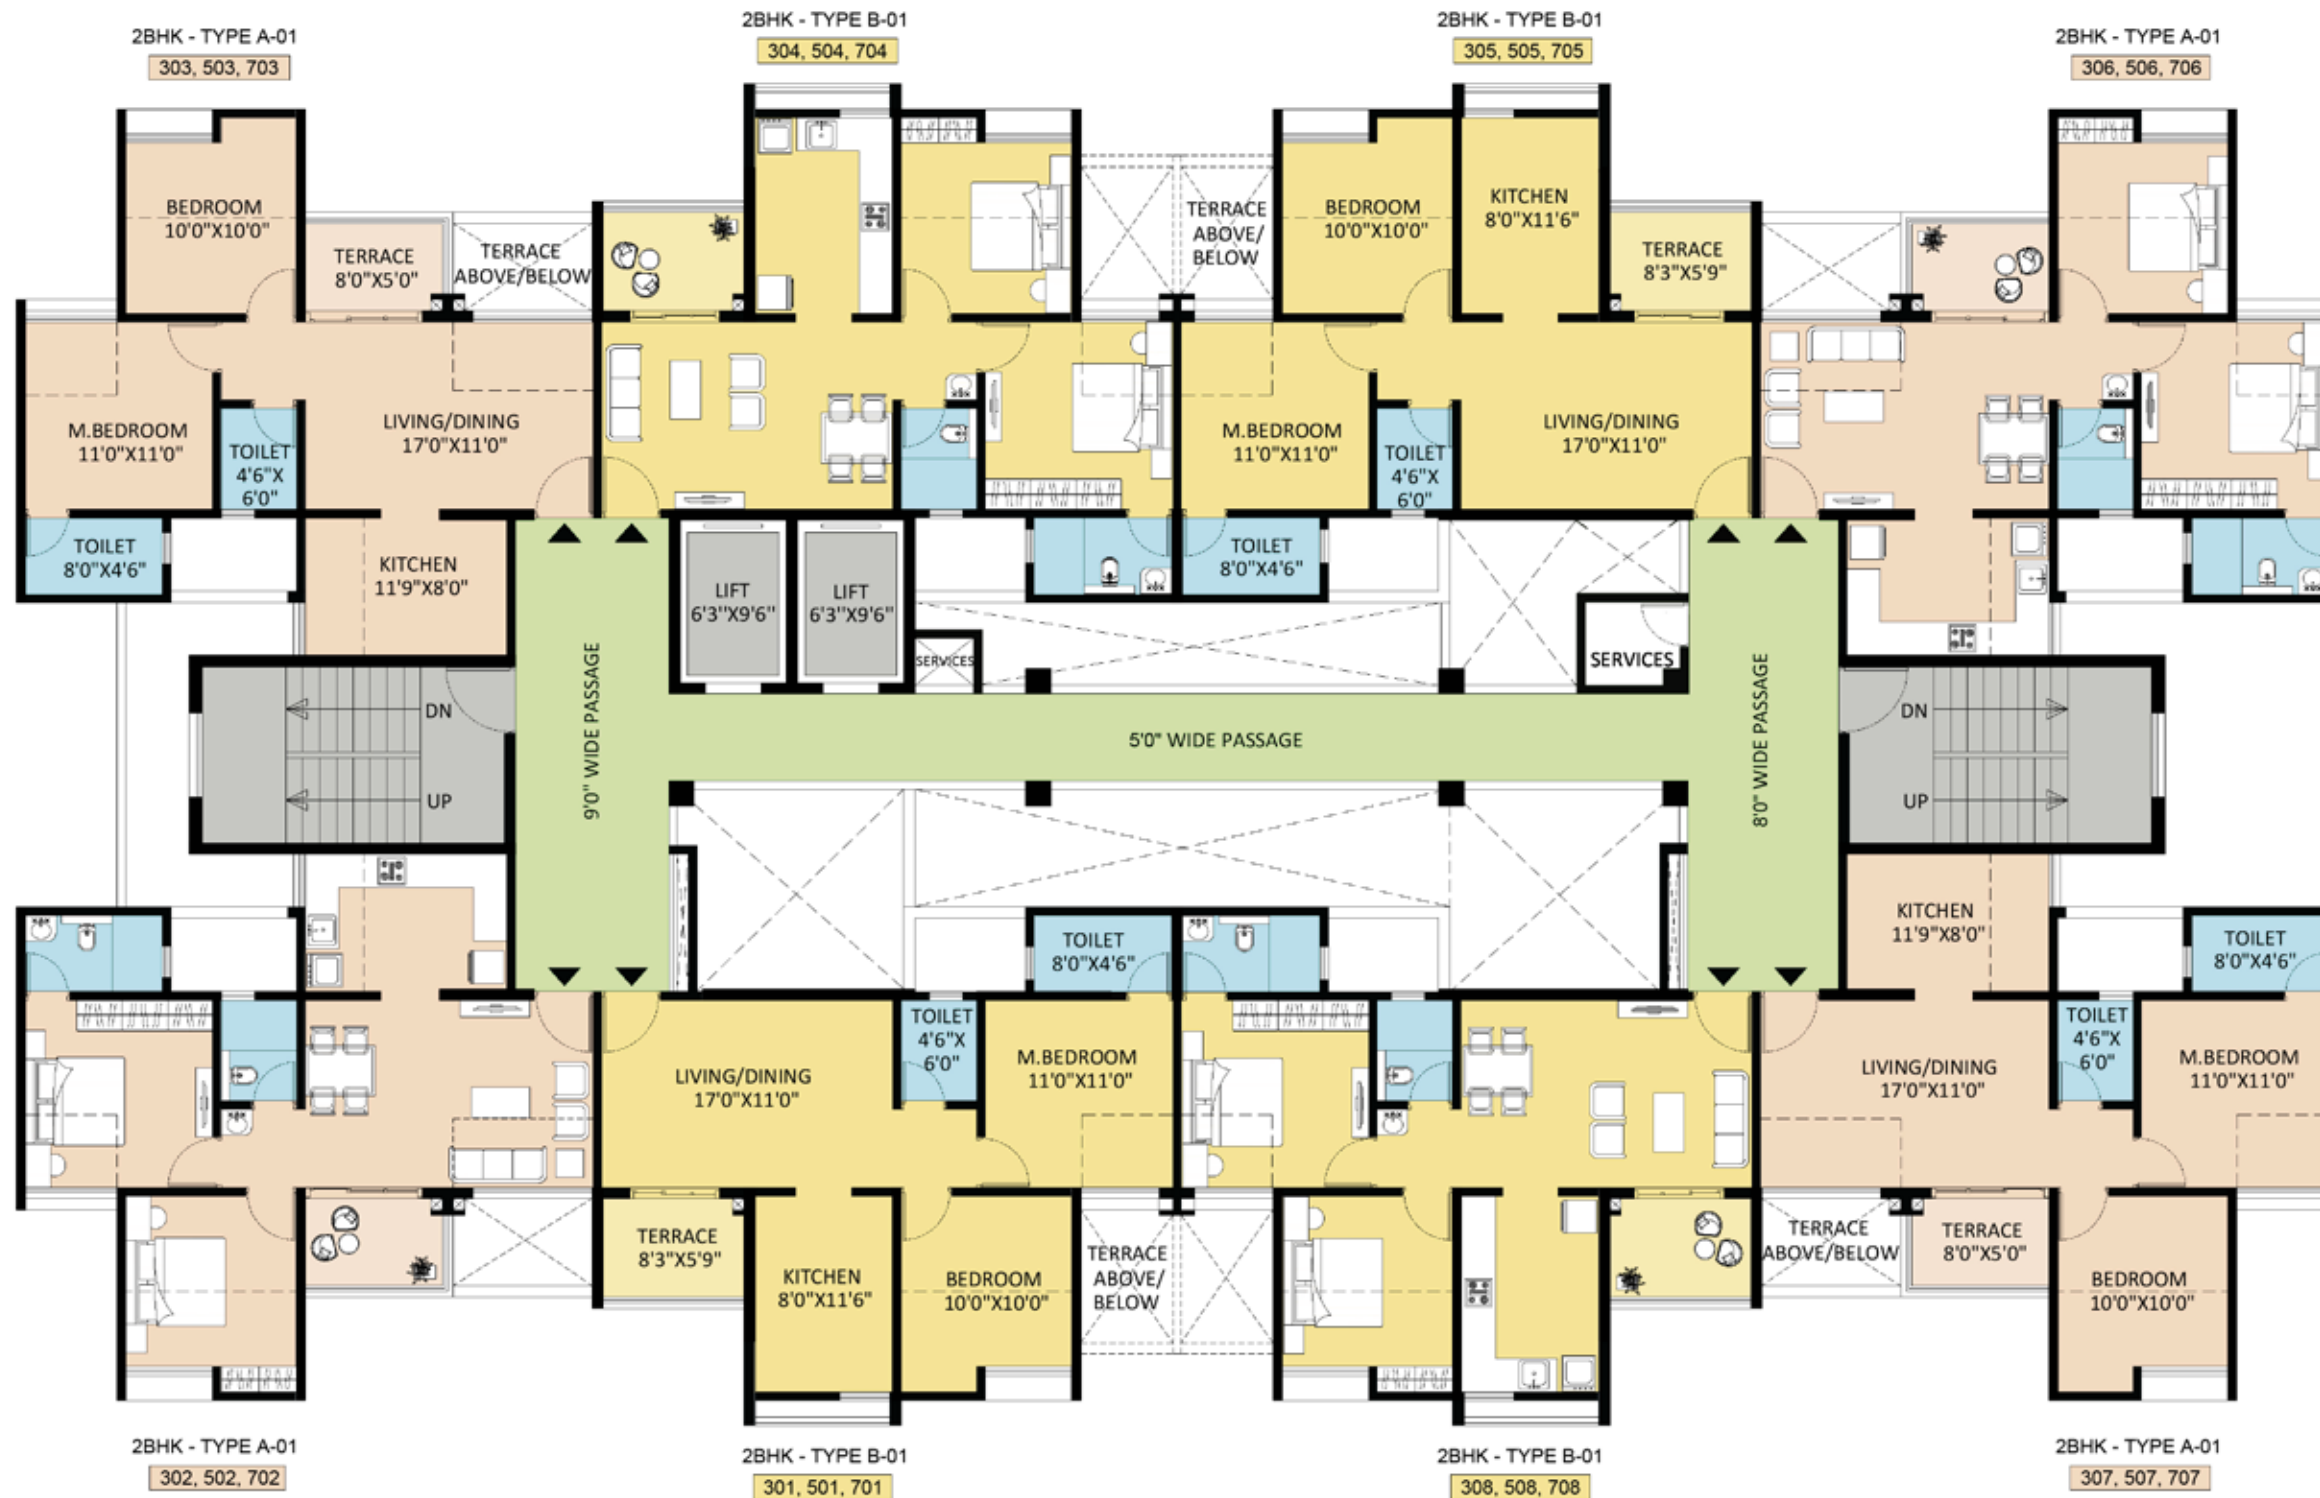 2BHK - TYPE A-01
303, 503, 703
2BHK - TYPE B-01
304, 504, 704
2BHK - TYPE B-01
305, 505, 705
2BHK - TYPE A-01
306, 506, 706
BEDROOM
10'0"X10'0"
TERRACE
8'0"X5'0"
TERRACE
ABOVE/BELOW
M.BEDROOM
11'0"X11'0"
TOILET
4'6"X
6'0"
LIVING/DINING
17'0"X11'0"
TOILET
8'0"X4'6"
KITCHEN
11'9"X8'0"
TERRACE
ABOVE/
BELOW
BEDROOM
10'0"X10'0"
KITCHEN
8'0"X11'6"
TERRACE
8'3"X5'9"
M.BEDROOM
11'0"X11'0"
TOILET
4'6"X
6'0"
LIVING/DINING
17'0"X11'0"
TOILET
8'0"X4'6"
LIFT
6'3"X9'6"
LIFT
6'3"X9'6"
SERVICES
SERVICES
DN
UP
9'0" WIDE PASSAGE
5'0" WIDE PASSAGE
8'0" WIDE PASSAGE
DN
UP
TOILET
8'0"X4'6"
TOILET
4'6"X
6'0"
M.BEDROOM
11'0"X11'0"
LIVING/DINING
17'0"X11'0"
TERRACE
8'3"X5'9"
KITCHEN
8'0"X11'6"
BEDROOM
10'0"X10'0"
TERRACE
ABOVE/
BELOW
KITCHEN
11'9"X8'0"
TOILET
8'0"X4'6"
TOILET
4'6"X
6'0"
M.BEDROOM
11'0"X11'0"
LIVING/DINING
17'0"X11'0"
TERRACE
ABOVE/BELOW
TERRACE
8'0"X5'0"
BEDROOM
10'0"X10'0"
2BHK - TYPE A-01
302, 502, 702
2BHK - TYPE B-01
301, 501, 701
2BHK - TYPE B-01
308, 508, 708
2BHK - TYPE A-01
307, 507, 707